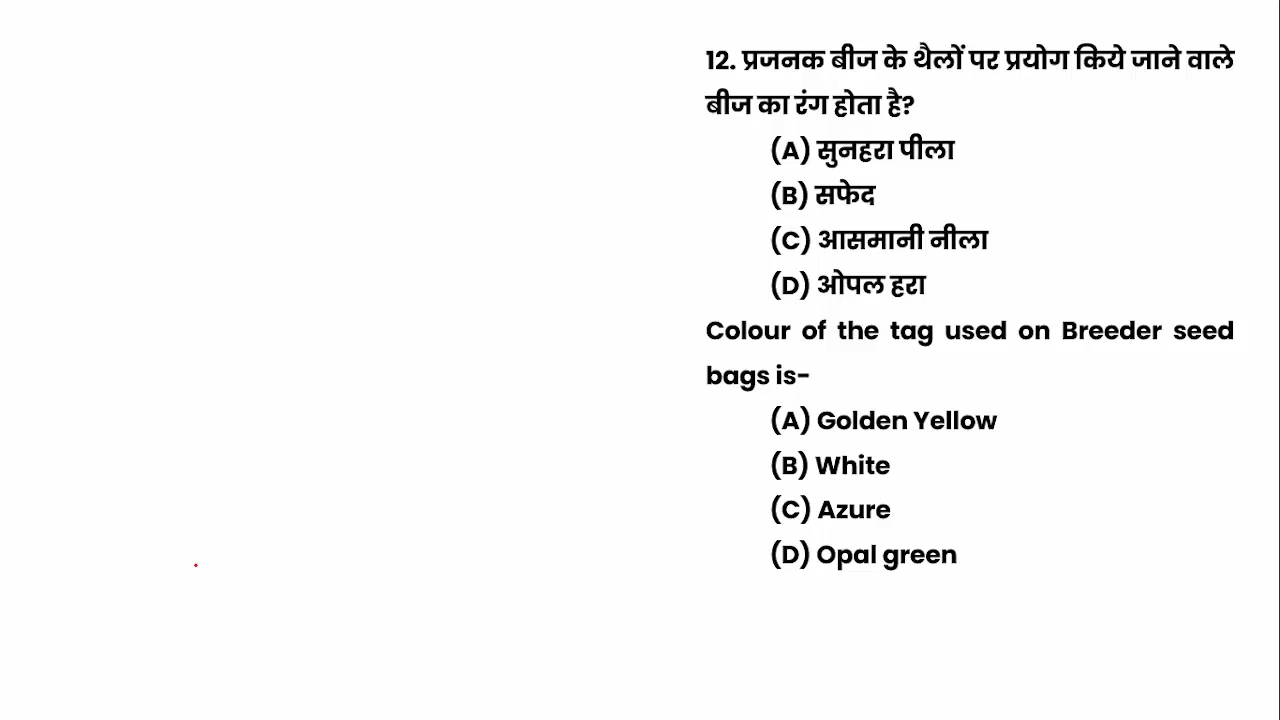 12. प्रजनक बीज के थैलों पर प्रयोग किये जाने वाले
बीज का रंग होता है?
(A) सुनहरा पीला
(B) सफेद
(C) आसमानी नीला
(D) ओपल हरा
Colour of the tag used on Breeder seed
bags is-
(A) Golden Yellow
(B) White
(C) Azure
(D) Opal green